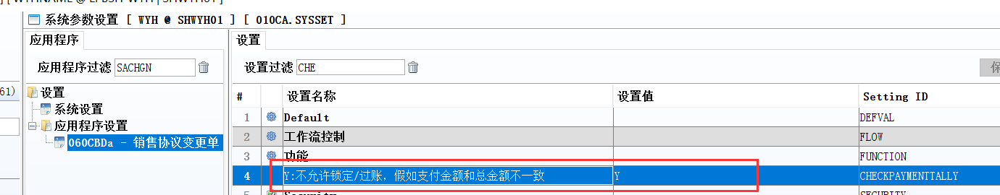 系统参数设置 [ WYH @ SHWYH01 ] [ 010CA.SYSSET ]
应用程序
设置
应用程序过滤 SACHGN
设置过滤 CHE
保
61)
设置
系统设置
应用程序设置
060CBDa - 销售协议变更单
# 设置名称 设置值 Setting ID
1 Default DEFVAL
2 工作流控制 FLOW
3 功能 FUNCTION
4 Y:不允许锁定/过账，假如支付金额和总金额不一致 Y CHECKPAYMENTTALLY
5 Security SECURITY